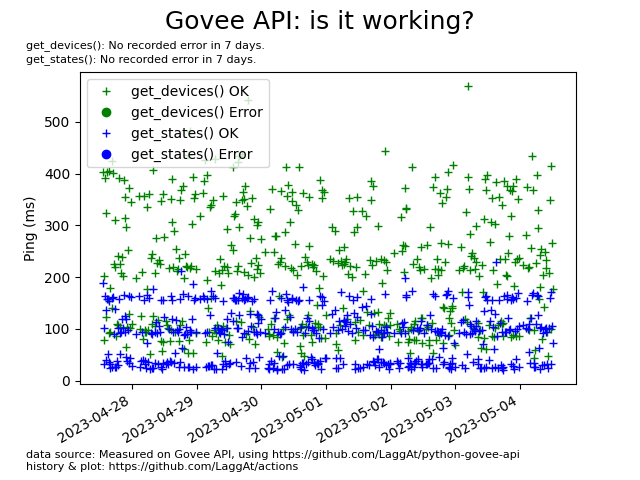 Govee API: is it working?
get_devices(): No recorded error in 7 days.
get_states(): No recorded error in 7 days.
get_devices() OK
get_devices() Error
get_states() OK
get_states() Error
Ping (ms)
500
400
300
200
100
0
2023-04-28
2023-04-29
2023-04-30
2023-05-01
2023-05-02
2023-05-03
2023-05-04
data source: Measured on Govee API, using https://github.com/LaggAt/python-govee-api
history & plot: https://github.com/LaggAt/actions